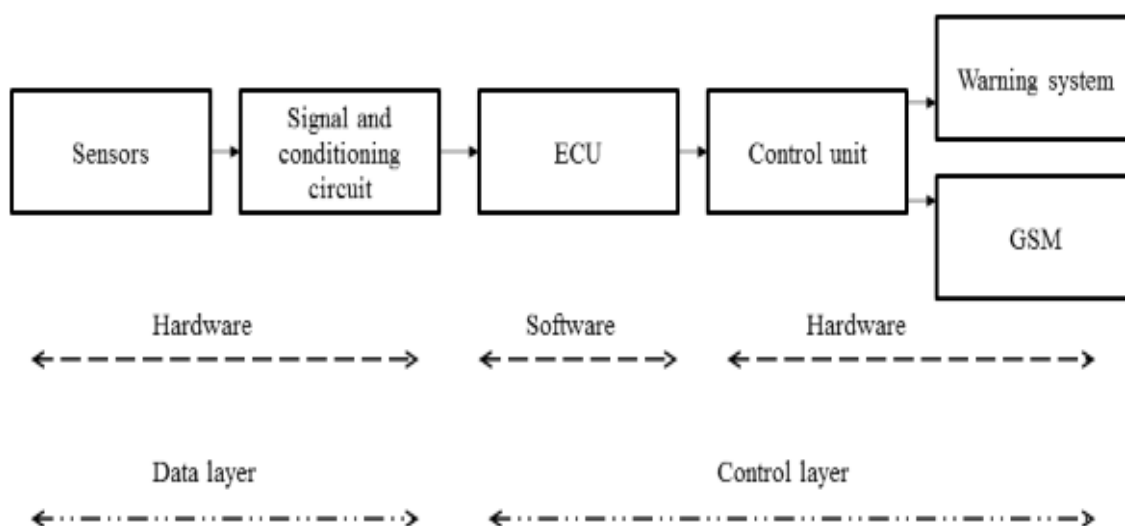 Sensors
Signal and
conditioning
circuit
ECU
Control unit
Warning system
GSM
Hardware
Software
Hardware
Data layer
Control layer